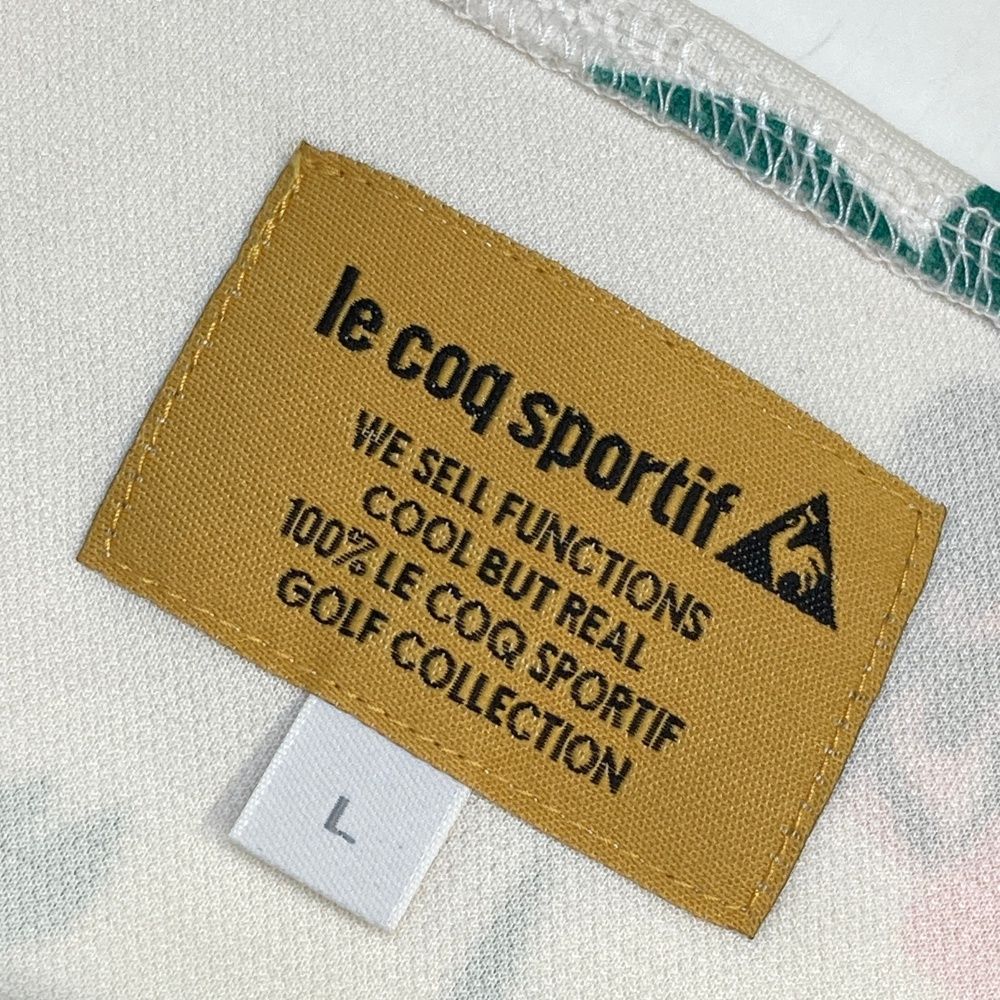 le coq sportif
WE SELL FUNCTIONS
COOL BUT REAL
100% LE COQ SPORTIF
GOLF COLLECTION
L